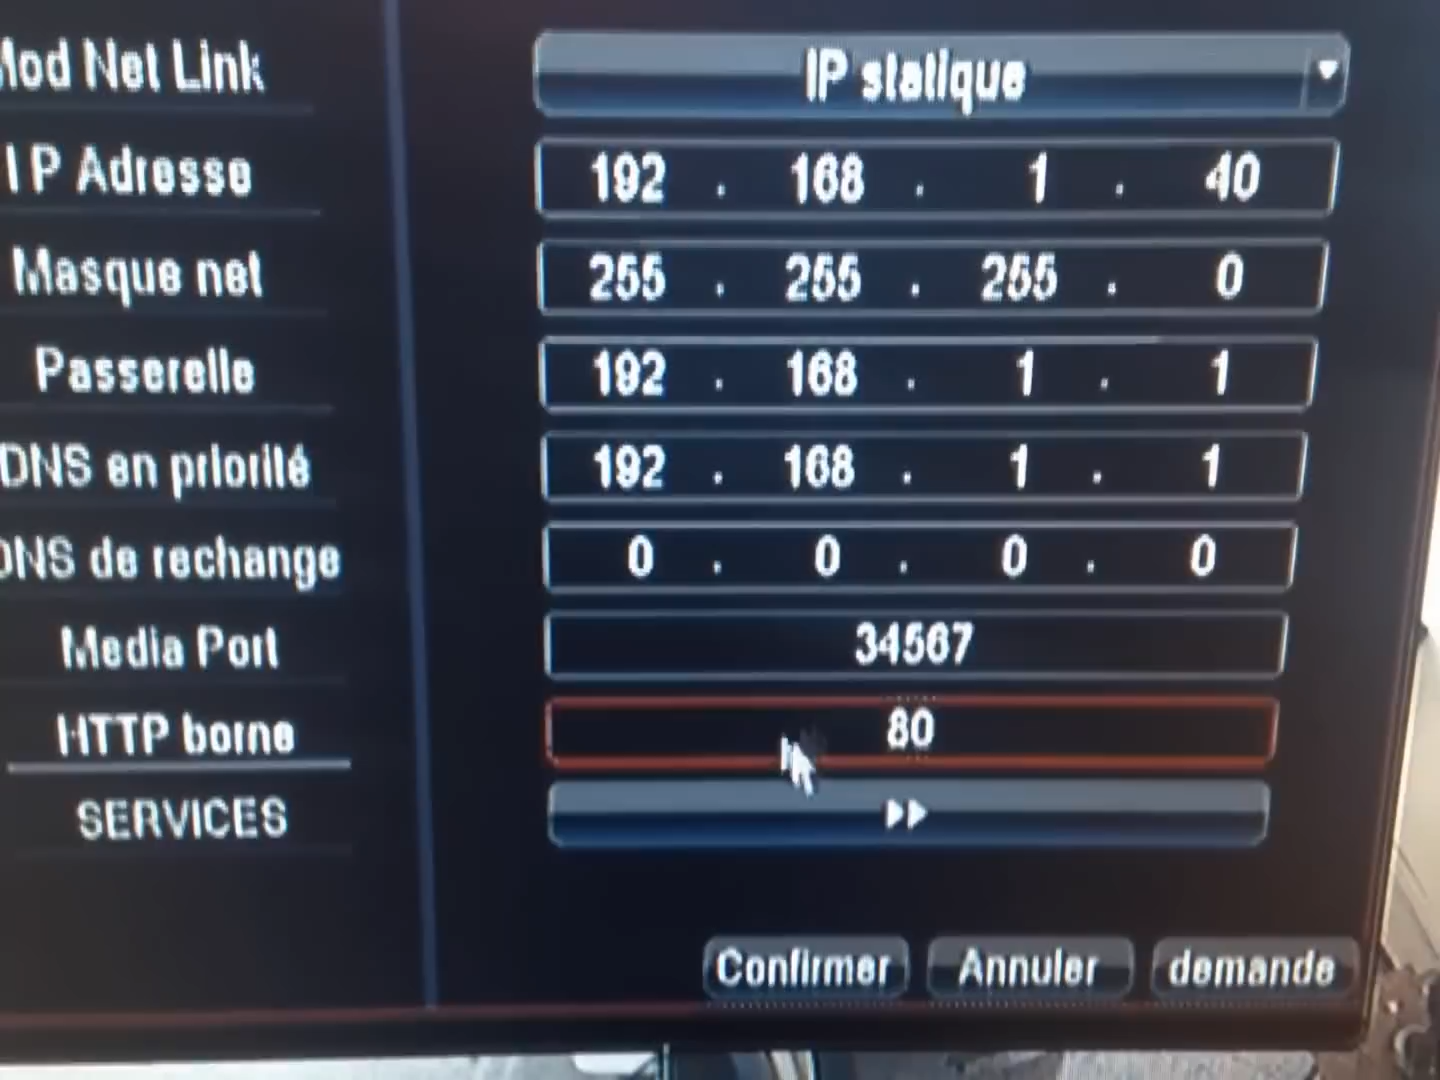 Mod Net Link IP statique
IP Adresse 192 . 168 . 1 . 40
Masque net 255 . 255 . 255 . 0
Passerelle 192 . 168 . 1 . 1
DNS en priorité 192 . 168 . 1 . 1
DNS de rechange 0 . 0 . 0 . 0
Media Port 34567
HTTP borne 80
SERVICES
Confirmer Annuler demande